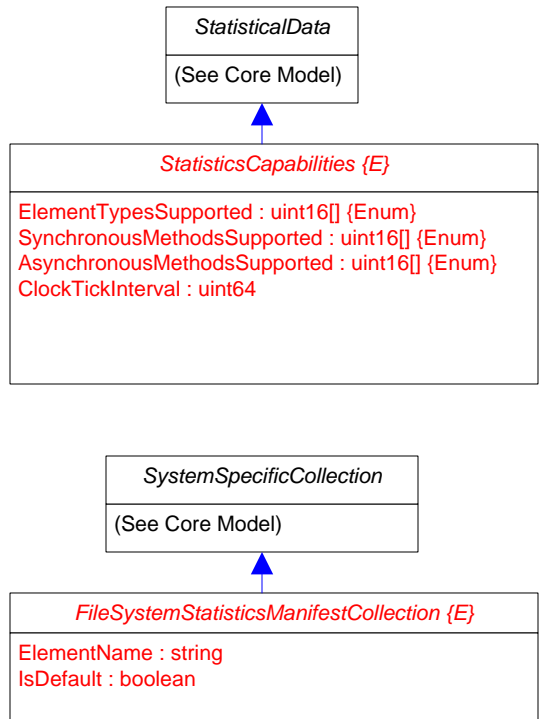 StatisticalData
(See Core Model)
StatisticsCapabilities {E}
ElementTypesSupported : uint16[] {Enum}
SynchronousMethodsSupported : uint16[] {Enum}
AsynchronousMethodsSupported : uint16[] {Enum}
ClockTickInterval : uint64
SystemSpecificCollection
(See Core Model)
FileSystemStatisticsManifestCollection {E}
ElementName : string
IsDefault : boolean